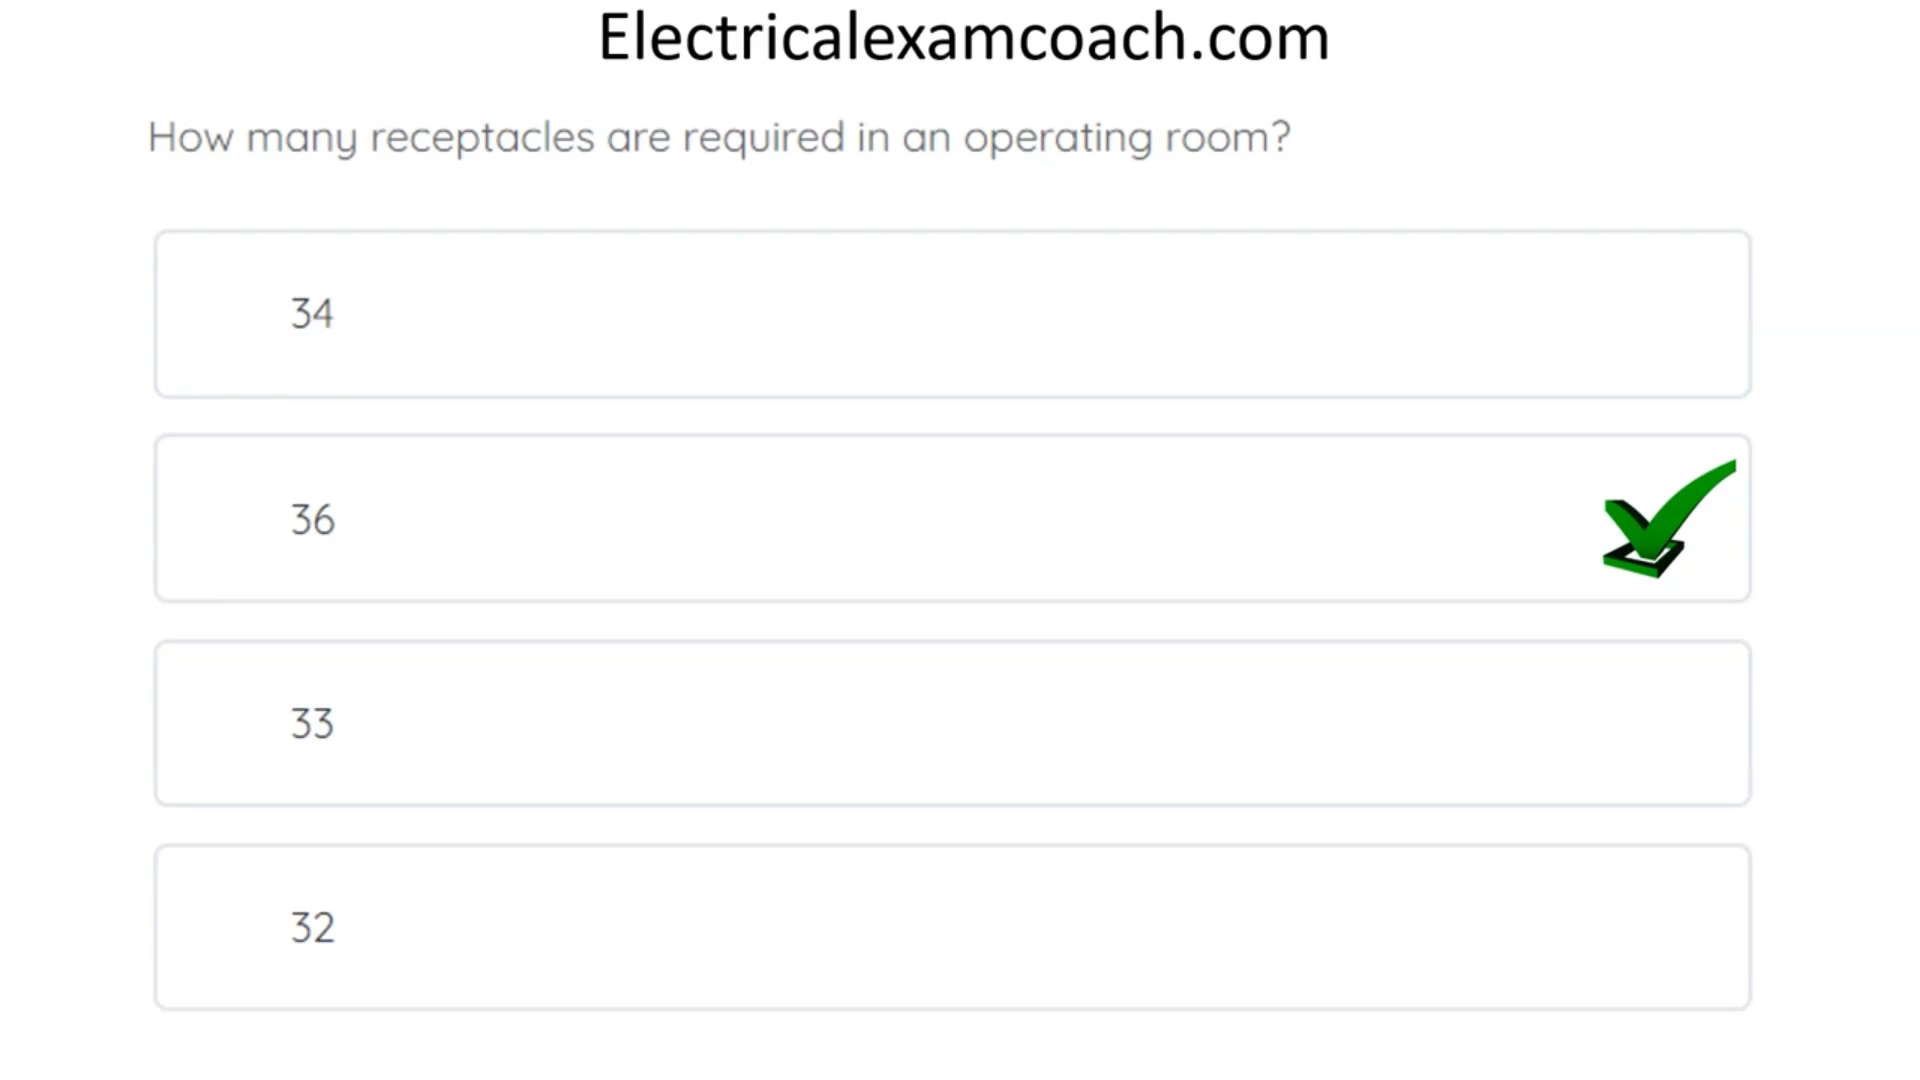 Electricalexamcoach.com
How many receptacles are required in an operating room?
34
36
33
32